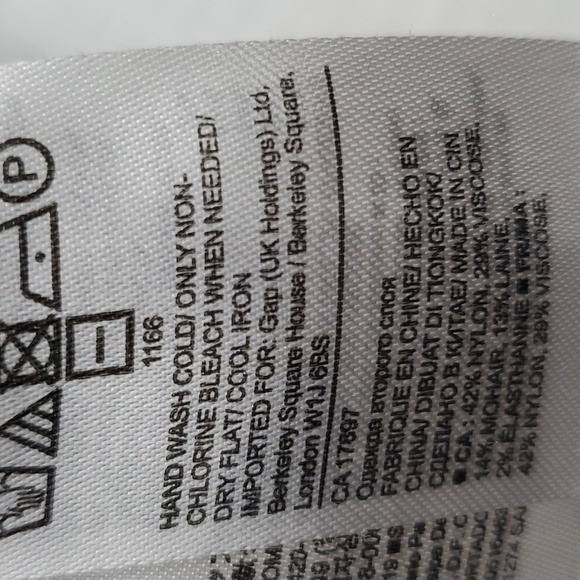 P
1166
HAND WASH COLD/ ONLY NON-
CHLORINE BLEACH WHEN NEEDED/
DRY FLAT/ COOL IRON
IMPORTED FOR: Gap (UK Holdings) Ltd,
Berkeley Square House / Berkeley Square,
London W1J 6BS
CA 17697
Одежда второго слоя
FABRIQUE EN CHINE/ HECHO EN
CHINA/ DIBUAT DI TIONGKOK/
СДЕЛАНО В КИТАЕ/ MADE IN CIN
■ CA : 42% NYLON, 29% VISCOSE,
14% MOHAIR, 13% LAINE,
2% ELASTHANNE ■ FR/MA :
42% NYLON, 29% VISCOSE,